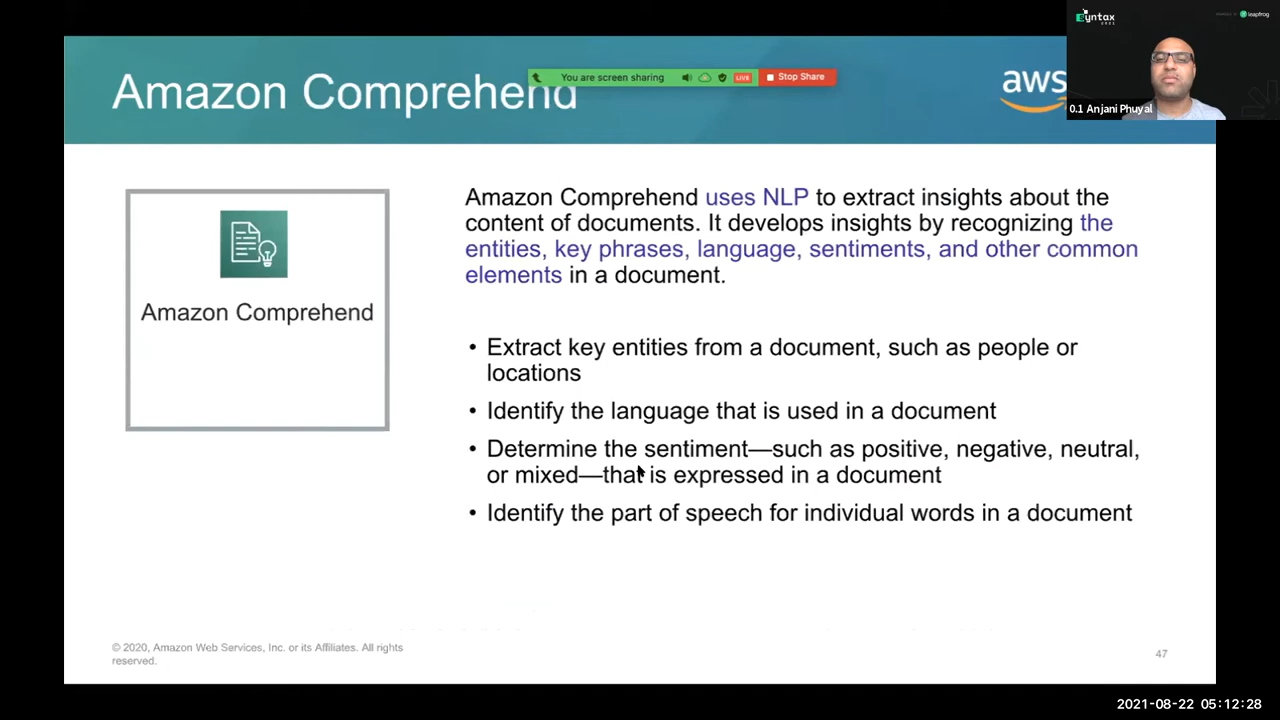 Syntax
leapfrog
You are screen sharing
LIVE
Stop Share
Amazon Comprehend
aws
0.1 Anjani Phuyal
Amazon Comprehend
Amazon Comprehend uses NLP to extract insights about the
content of documents. It develops insights by recognizing the
entities, key phrases, language, sentiments, and other common
elements in a document.
• Extract key entities from a document, such as people or
locations
• Identify the language that is used in a document
• Determine the sentiment—such as positive, negative, neutral,
or mixed—that is expressed in a document
• Identify the part of speech for individual words in a document
© 2020, Amazon Web Services, Inc. or its Affiliates. All rights
reserved.
47
2021-08-22 05:12:28